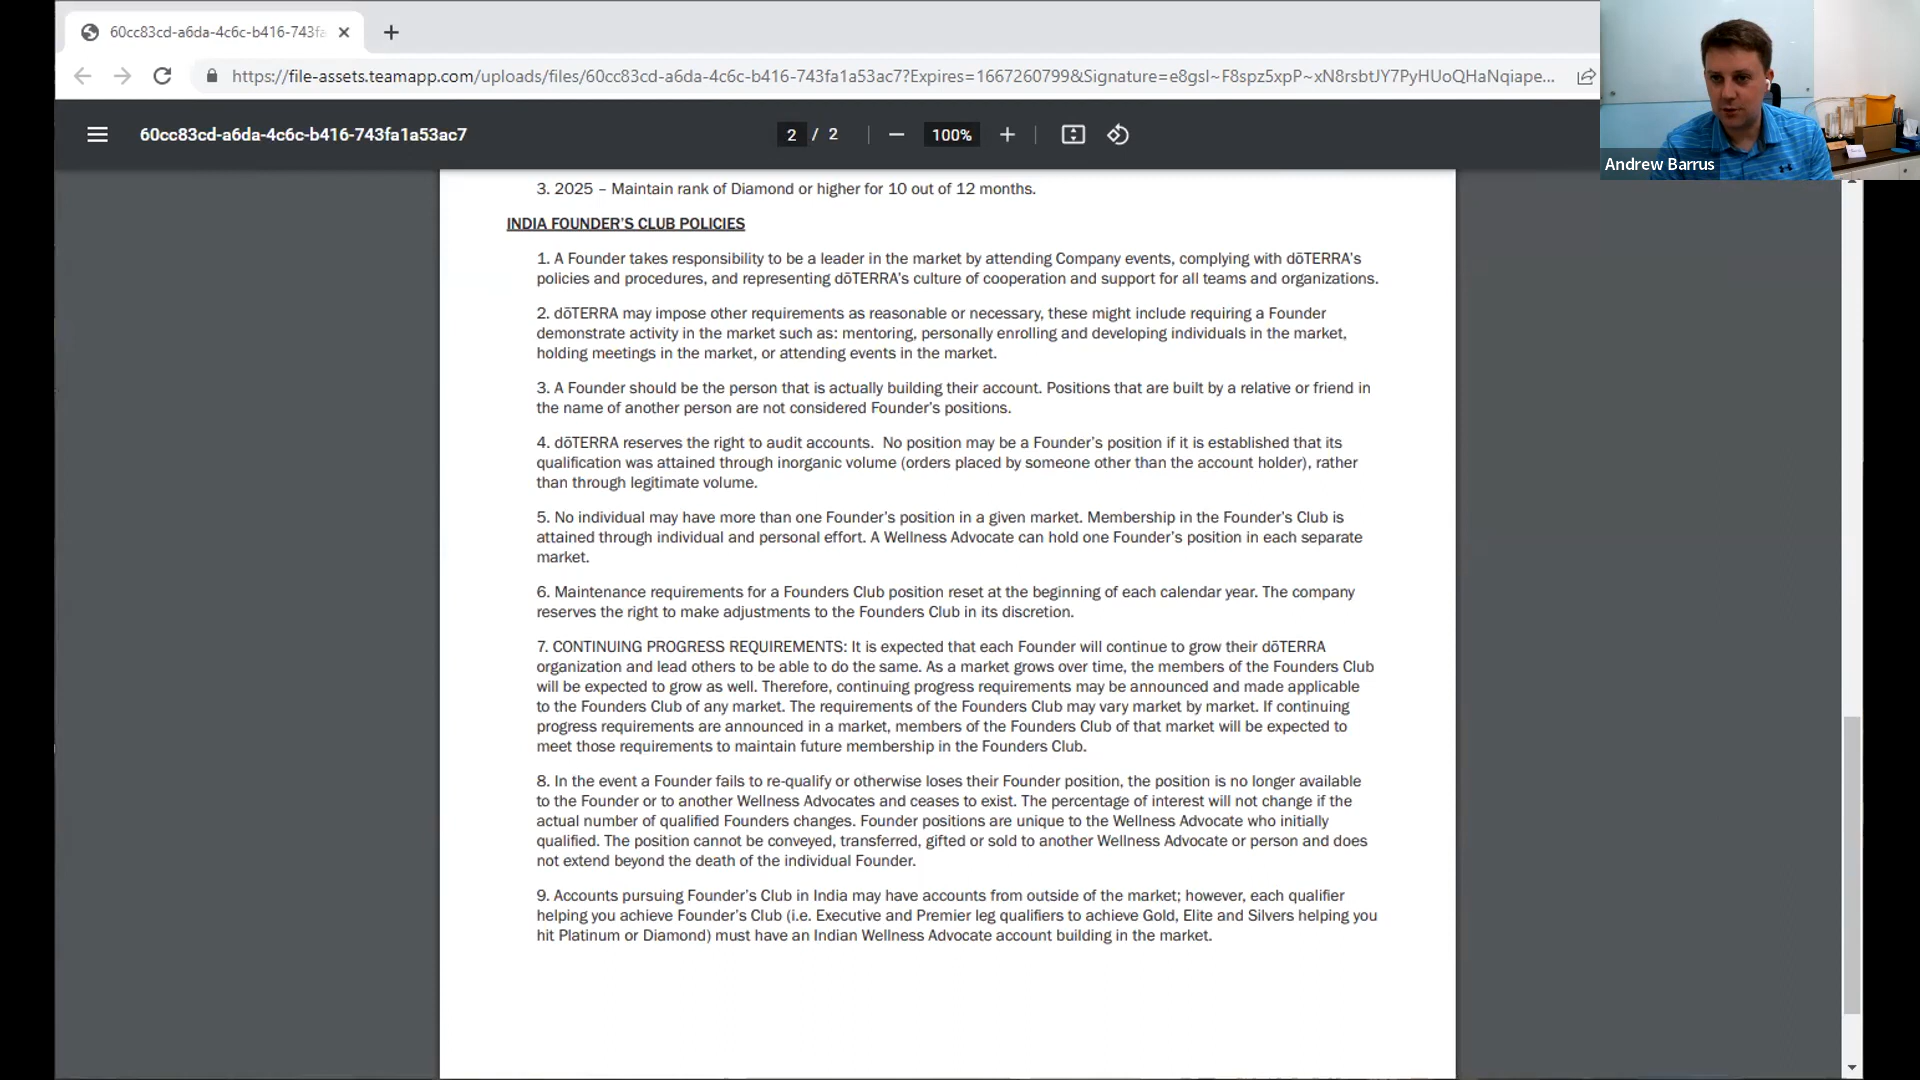 60cc83cd-a6da-4c6c-b416-743fa
https://file-assets.teamapp.com/uploads/files/60cc83cd-a6da-4c6c-b416-743fa1a53ac7?Expires=1667260799&Signature=e8gsI~F8spz5xpP~xN8rsbtJY7PyHUoQHaNqiape...
60cc83cd-a6da-4c6c-b416-743fa1a53ac7
2 / 2
100%
Andrew Barrus
3. 2025 – Maintain rank of Diamond or higher for 10 out of 12 months.
INDIA FOUNDER'S CLUB POLICIES
1. A Founder takes responsibility to be a leader in the market by attending Company events, complying with dōTERRA's
policies and procedures, and representing dōTERRA's culture of cooperation and support for all teams and organizations.
2. dōTERRA may impose other requirements as reasonable or necessary, these might include requiring a Founder
demonstrate activity in the market such as: mentoring, personally enrolling and developing individuals in the market,
holding meetings in the market, or attending events in the market.
3. A Founder should be the person that is actually building their account. Positions that are built by a relative or friend in
the name of another person are not considered Founder's positions.
4. dōTERRA reserves the right to audit accounts.  No position may be a Founder's position if it is established that its
qualification was attained through inorganic volume (orders placed by someone other than the account holder), rather
than through legitimate volume.
5. No individual may have more than one Founder's position in a given market. Membership in the Founder's Club is
attained through individual and personal effort. A Wellness Advocate can hold one Founder's position in each separate
market.
6. Maintenance requirements for a Founders Club position reset at the beginning of each calendar year. The company
reserves the right to make adjustments to the Founders Club in its discretion.
7. CONTINUING PROGRESS REQUIREMENTS: It is expected that each Founder will continue to grow their dōTERRA
organization and lead others to be able to do the same. As a market grows over time, the members of the Founders Club
will be expected to grow as well. Therefore, continuing progress requirements may be announced and made applicable
to the Founders Club of any market. The requirements of the Founders Club may vary market by market. If continuing
progress requirements are announced in a market, members of the Founders Club of that market will be expected to
meet those requirements to maintain future membership in the Founders Club.
8. In the event a Founder fails to re-qualify or otherwise loses their Founder position, the position is no longer available
to the Founder or to another Wellness Advocates and ceases to exist. The percentage of interest will not change if the
actual number of qualified Founders changes. Founder positions are unique to the Wellness Advocate who initially
qualified. The position cannot be conveyed, transferred, gifted or sold to another Wellness Advocate or person and does
not extend beyond the death of the individual Founder.
9. Accounts pursuing Founder's Club in India may have accounts from outside of the market; however, each qualifier
helping you achieve Founder's Club (i.e. Executive and Premier leg qualifiers to achieve Gold, Elite and Silvers helping you
hit Platinum or Diamond) must have an Indian Wellness Advocate account building in the market.